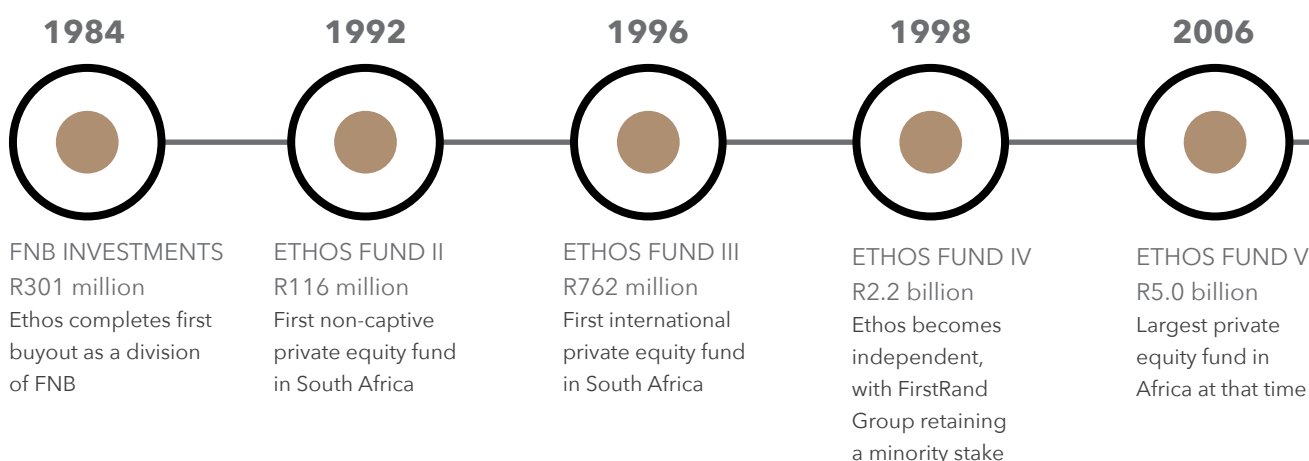 1984
FNB INVESTMENTS
R301 million
Ethos completes first
buyout as a division
of FNB
1992
ETHOS FUND II
R116 million
First non-captive
private equity fund
in South Africa
1996
ETHOS FUND III
R762 million
First international
private equity fund
in South Africa
1998
ETHOS FUND IV
R2.2 billion
Ethos becomes
independent,
with FirstRand
Group retaining
a minority stake
2006
ETHOS FUND V
R5.0 billion
Largest private
equity fund in
Africa at that time